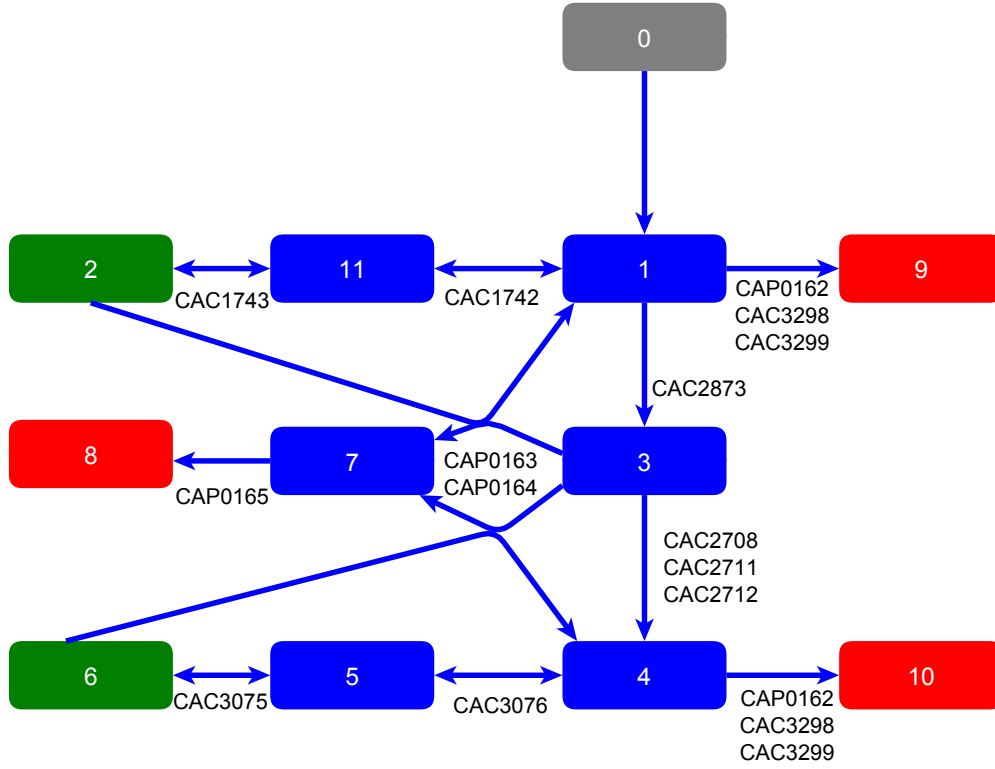 0
2
11
1
9
CAC1743
CAC1742
CAP0162
CAC3298
CAC3299
CAC2873
8
7
3
CAP0165
CAP0163
CAP0164
CAC2708
CAC2711
CAC2712
6
5
4
10
CAC3075
CAC3076
CAP0162
CAC3298
CAC3299